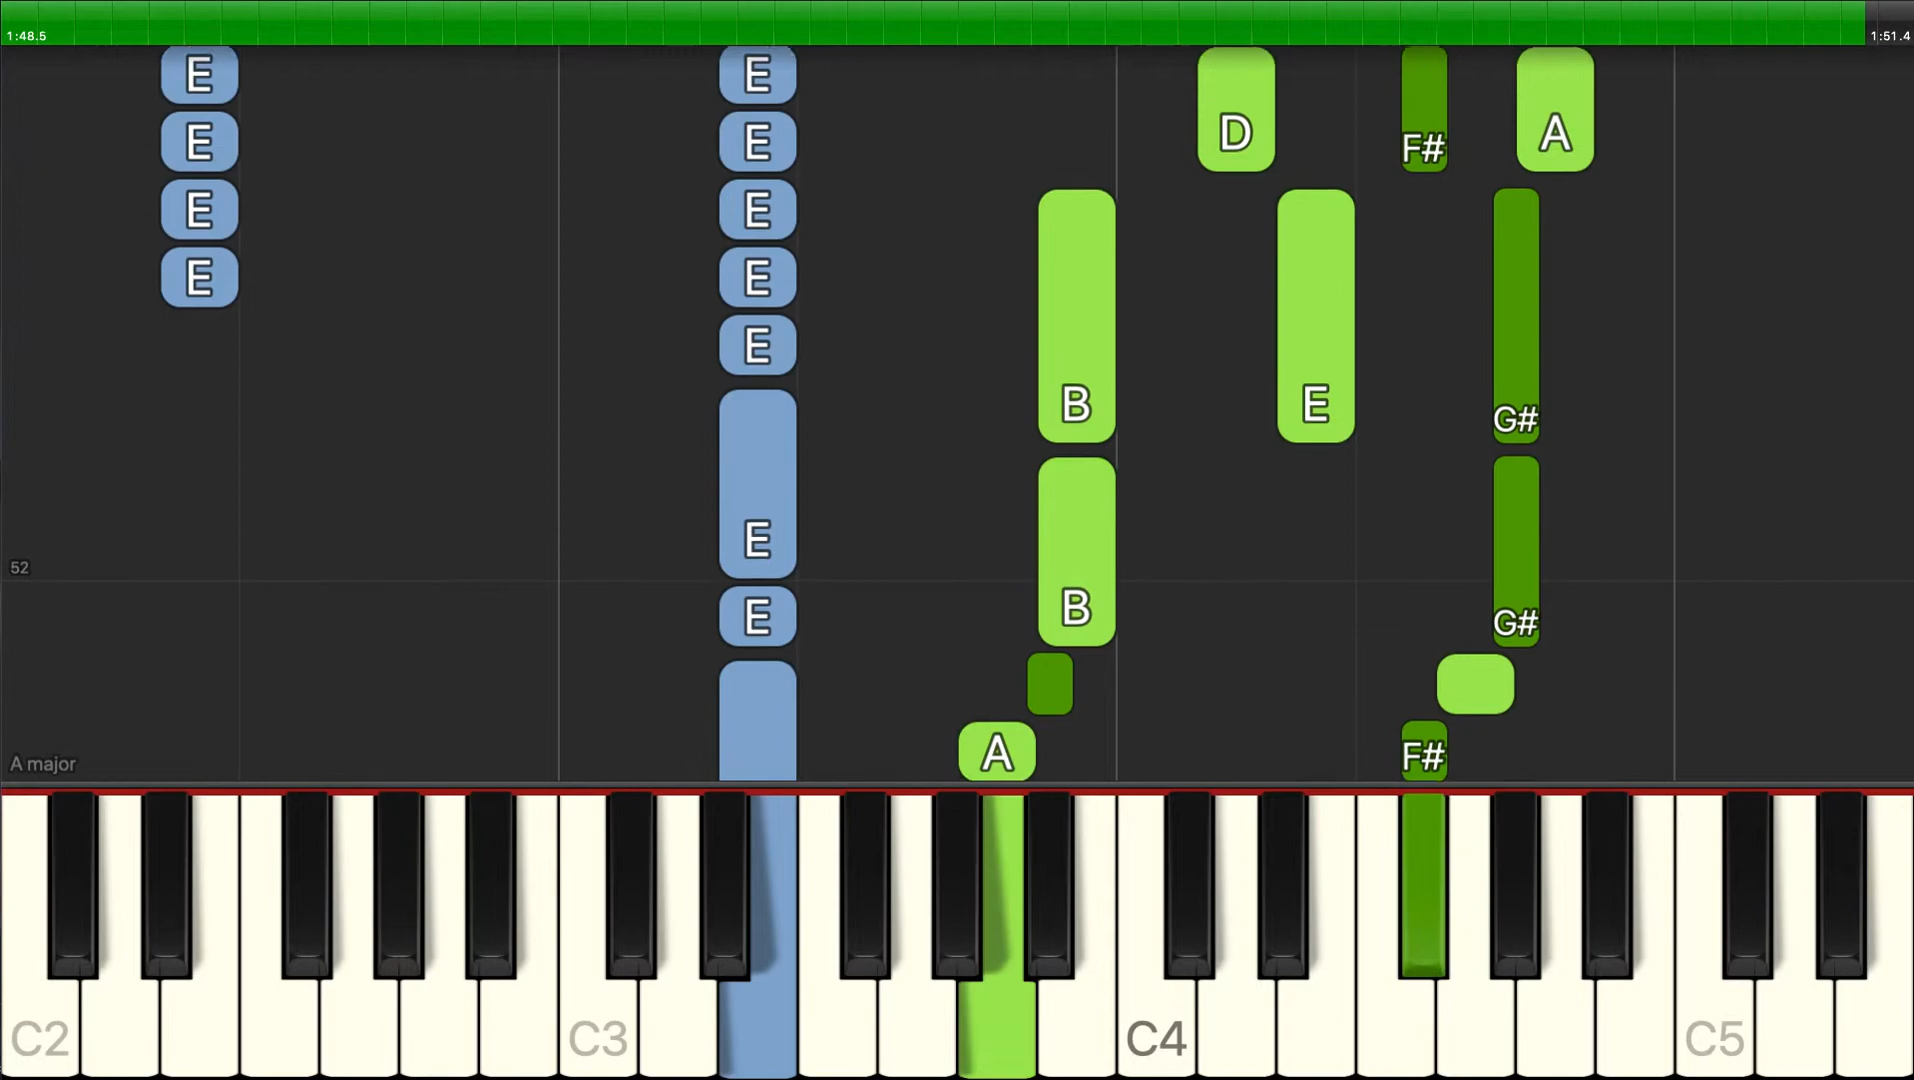 1:48.5 1:51.4
E E
D F# A
E E
E E
E E
E
B E G#
E
52
E B G#
A major A F#
C2 C3 C4 C5